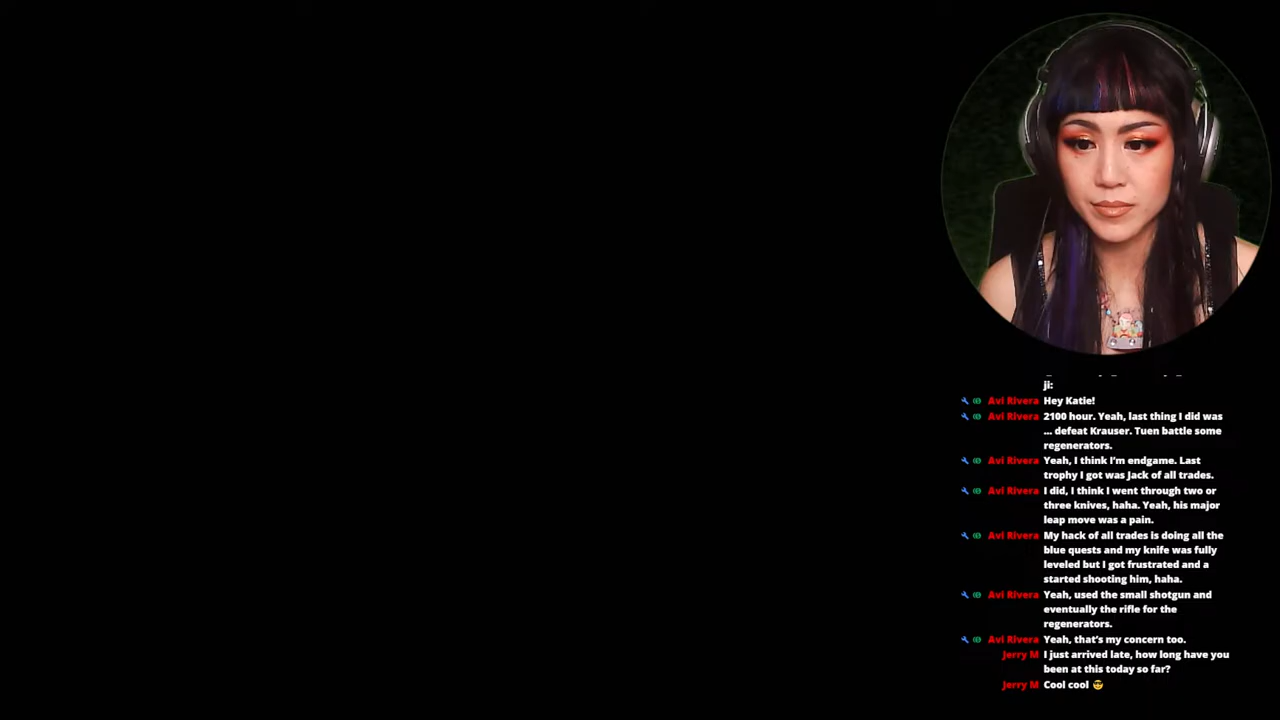 ji:
Avi Rivera Hey Katie!
Avi Rivera 2100 hour. Yeah, last thing I did was
... defeat Krauser. Tuen battle some
regenerators.
Avi Rivera Yeah, I think I'm endgame. Last
trophy I got was Jack of all trades.
Avi Rivera I did, I think I went through two or
three knives, haha. Yeah, his major
leap move was a pain.
Avi Rivera My hack of all trades is doing all the
blue quests and my knife was fully
leveled but I got frustrated and a
started shooting him, haha.
Avi Rivera Yeah, used the small shotgun and
eventually the rifle for the
regenerators.
Avi Rivera Yeah, that's my concern too.
Jerry M I just arrived late, how long have you
been at this today so far?
Jerry M Cool cool 😎